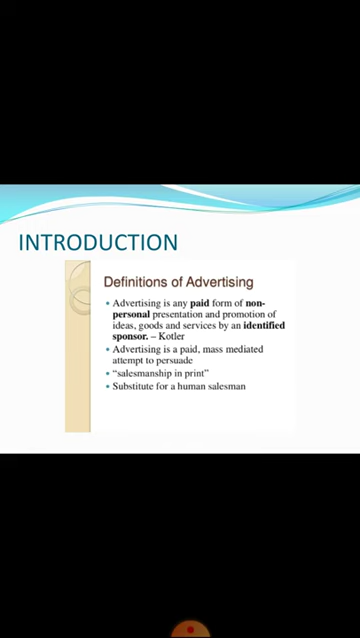 INTRODUCTION
Definitions of Advertising
• Advertising is any paid form of non-
personal presentation and promotion of
ideas, goods and services by an identified
sponsor. – Kotler
• Advertising is a paid, mass mediated
attempt to persuade
• “salesmanship in print”
• Substitute for a human salesman